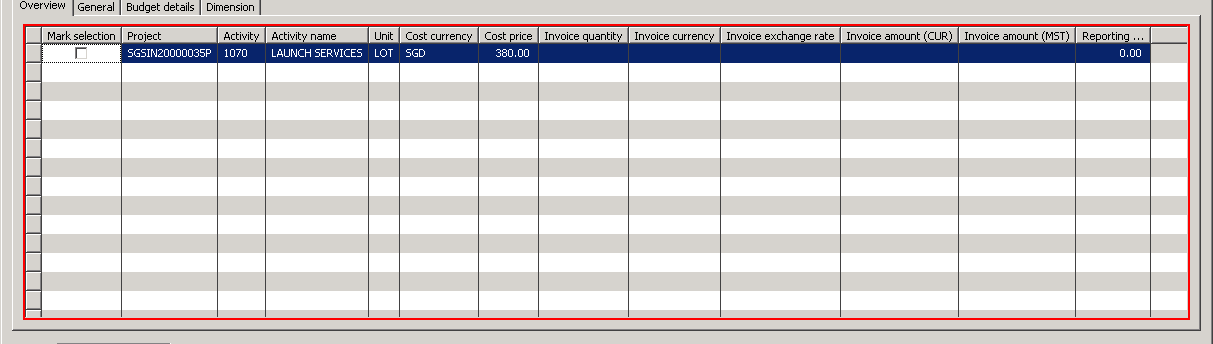 Overview General Budget details Dimension
Mark selection Project Activity Activity name Unit Cost currency Cost price Invoice quantity Invoice currency Invoice exchange rate Invoice amount (CUR) Invoice amount (MST) Reporting ...
SGSIN20000035P 1070 LAUNCH SERVICES LOT SGD 380.00 0.00